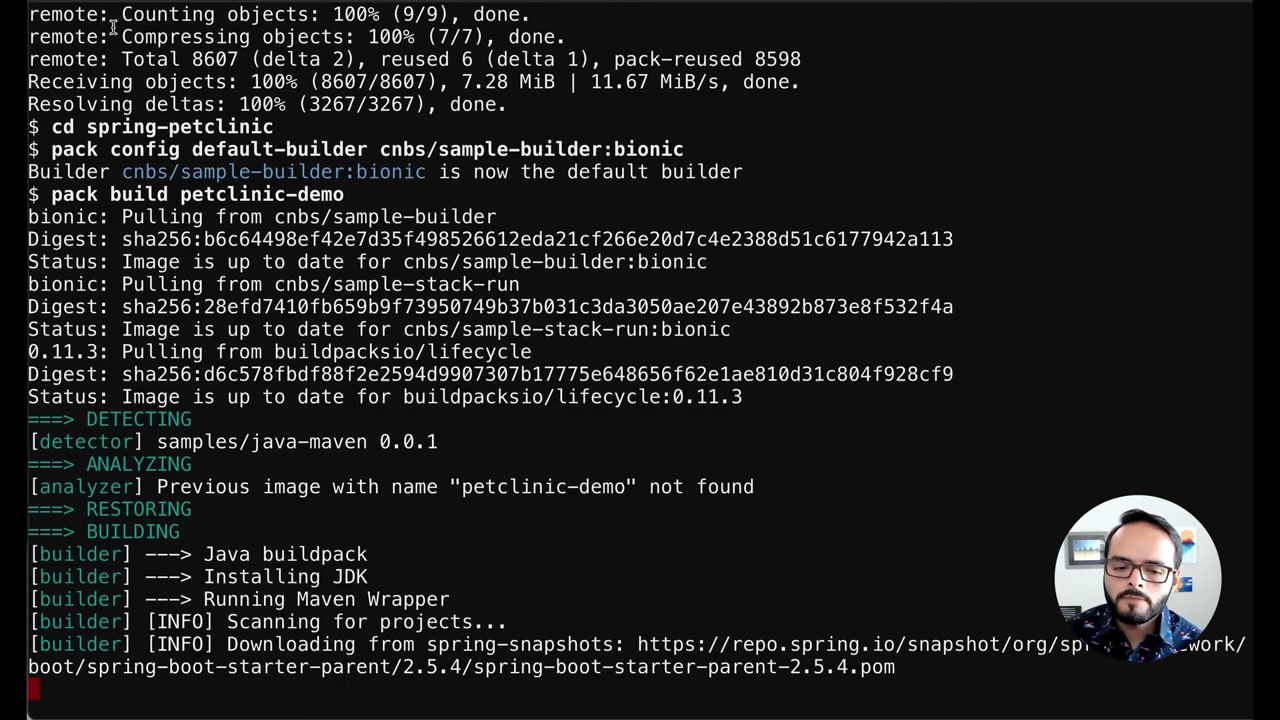 remote: Counting objects: 100% (9/9), done.
remote: Compressing objects: 100% (7/7), done.
remote: Total 8607 (delta 2), reused 6 (delta 1), pack-reused 8598
Receiving objects: 100% (8607/8607), 7.28 MiB | 11.67 MiB/s, done.
Resolving deltas: 100% (3267/3267), done.
$ cd spring-petclinic
$ pack config default-builder cnbs/sample-builder:bionic
Builder cnbs/sample-builder:bionic is now the default builder
$ pack build petclinic-demo
bionic: Pulling from cnbs/sample-builder
Digest: sha256:b6c64498ef42e7d35f498526612eda21cf266e20d7c4e2388d51c6177942a113
Status: Image is up to date for cnbs/sample-builder:bionic
bionic: Pulling from cnbs/sample-stack-run
Digest: sha256:28efd7410fb659b9f73950749b37b031c3da3050ae207e43892b873e8f532f4a
Status: Image is up to date for cnbs/sample-stack-run:bionic
0.11.3: Pulling from buildpacksio/lifecycle
Digest: sha256:d6c578fbdf88f2e2594d9907307b17775e648656f62e1ae810d31c804f928cf9
Status: Image is up to date for buildpacksio/lifecycle:0.11.3
===> DETECTING
[detector] samples/java-maven 0.0.1
===> ANALYZING
[analyzer] Previous image with name "petclinic-demo" not found
===> RESTORING
===> BUILDING
[builder] ---> Java buildpack
[builder] ---> Installing JDK
[builder] ---> Running Maven Wrapper
[builder] [INFO] Scanning for projects...
[builder] [INFO] Downloading from spring-snapshots: https://repo.spring.io/snapshot/org/sp
boot/spring-boot-starter-parent/2.5.4/spring-boot-starter-parent-2.5.4.pom